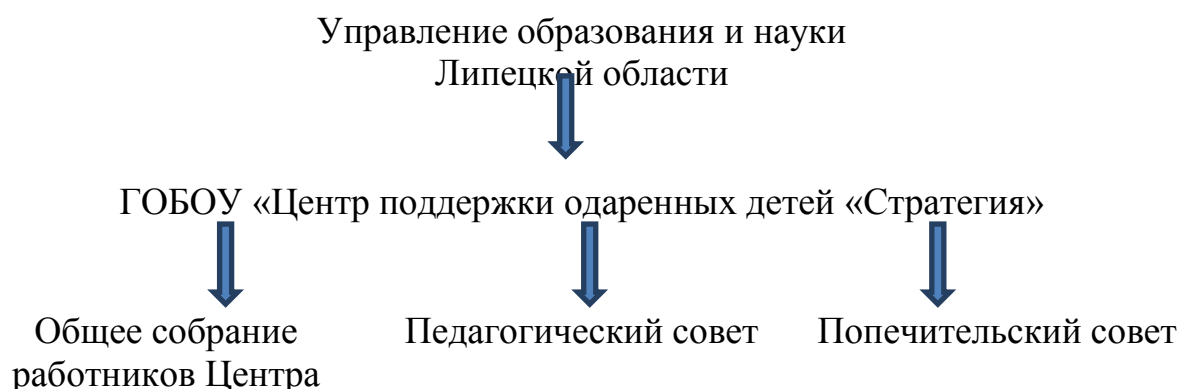 Управление образования и науки
Липецкой области
ГОБОУ «Центр поддержки одаренных детей «Стратегия»
Общее собрание
работников Центра
Педагогический совет
Попечительский совет